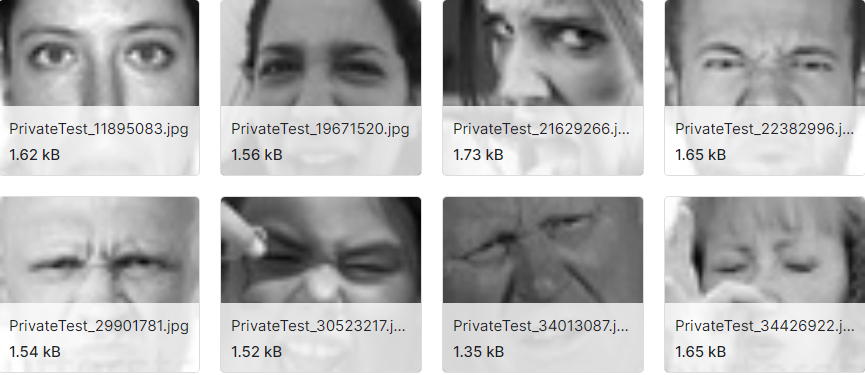 PrivateTest_11895083.jpg
1.62 kB
PrivateTest_19671520.jpg
1.56 kB
PrivateTest_21629266.j...
1.73 kB
PrivateTest_22382996.j...
1.65 kB
PrivateTest_29901781.jpg
1.54 kB
PrivateTest_30523217.j...
1.52 kB
PrivateTest_34013087.j...
1.35 kB
PrivateTest_34426922.j...
1.65 kB